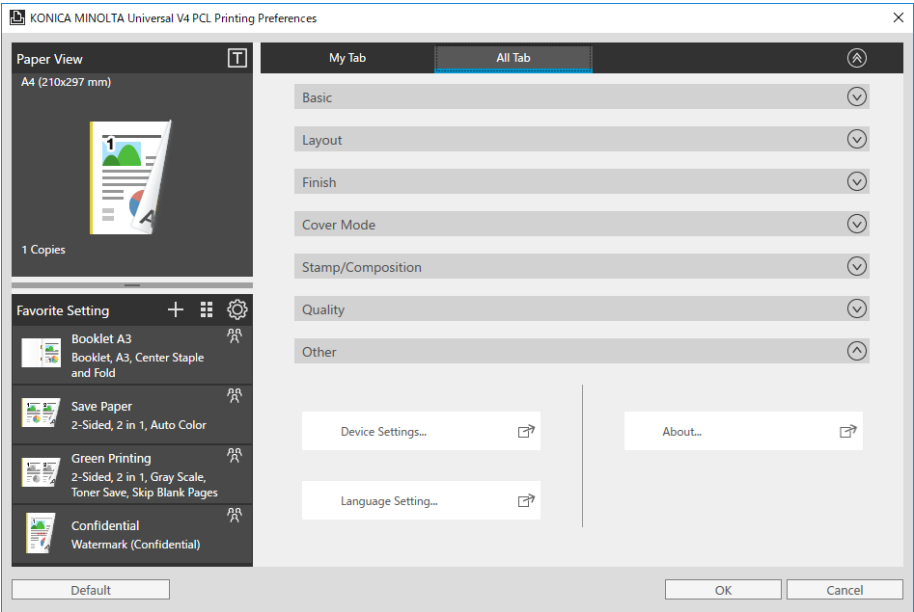 KONICA MINOLTA Universal V4 PCL Printing Preferences
Paper View
T
A4 (210x297 mm)
1
A
1 Copies
Favorite Setting
Booklet A3
Booklet, A3, Center Staple
and Fold
Save Paper
2-Sided, 2 in 1, Auto Color
Green Printing
2-Sided, 2 in 1, Gray Scale,
Toner Save, Skip Blank Pages
Confidential
Watermark (Confidential)
My Tab
All Tab
Basic
Layout
Finish
Cover Mode
Stamp/Composition
Quality
Other
Device Settings...
About...
Language Setting...
Default
OK
Cancel